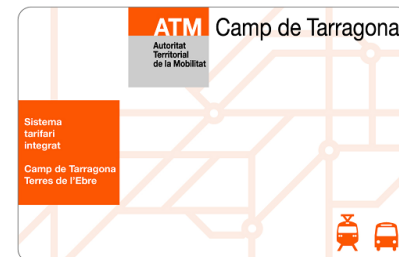 ATM Camp de Tarragona
Autoritat
Territorial
de la Mobilitat
Sistema
tarifari
integrat
Camp de Tarragona
Terres de l'Ebre